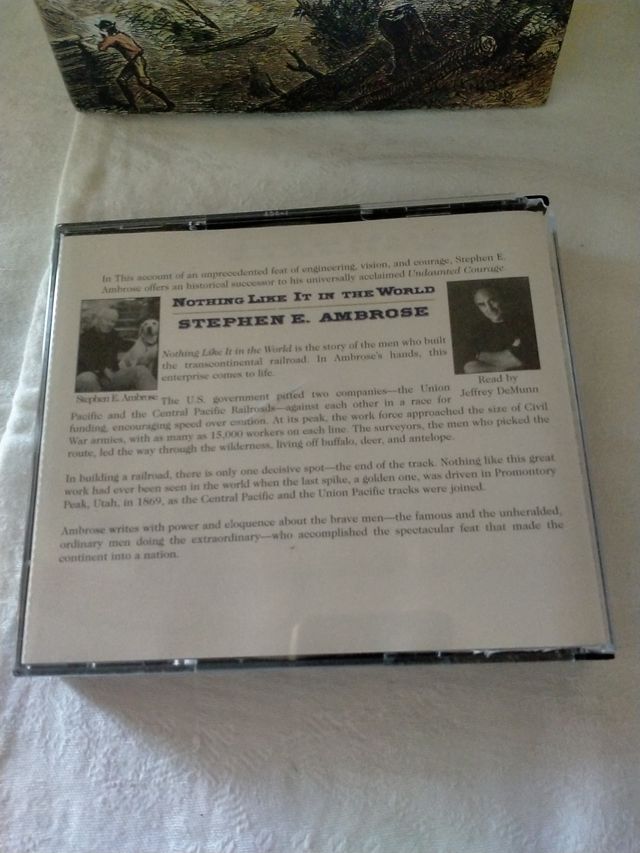 In This account of an unprecedented feat of engineering, vision, and courage, Stephen E.
Ambrose offers an historical successor to his universally acclaimed Undaunted Courage.
NOTHING LIKE IT IN THE WORLD
STEPHEN E. AMBROSE
Nothing Like It in the World is the story of the men who built
the transcontinental railroad. In Ambrose's hands, this
enterprise comes to life.
Stephen E. Ambrose
Read by
Jeffrey DeMunn
The U.S. government pitted two companies—the Union
Pacific and the Central Pacific Railroads—against each other in a race for
funding, encouraging speed over caution. At its peak, the work force approached the size of Civil
War armies, with as many as 15,000 workers on each line. The surveyors, the men who picked the
route, led the way through the wilderness, living off buffalo, deer, and antelope.
In building a railroad, there is only one decisive spot—the end of the track. Nothing like this great
work had ever been seen in the world when the last spike, a golden one, was driven in Promontory
Peak, Utah, in 1869, as the Central Pacific and the Union Pacific tracks were joined.
Ambrose writes with power and eloquence about the brave men—the famous and the unheralded,
ordinary men doing the extraordinary—who accomplished the spectacular feat that made the
continent into a nation.